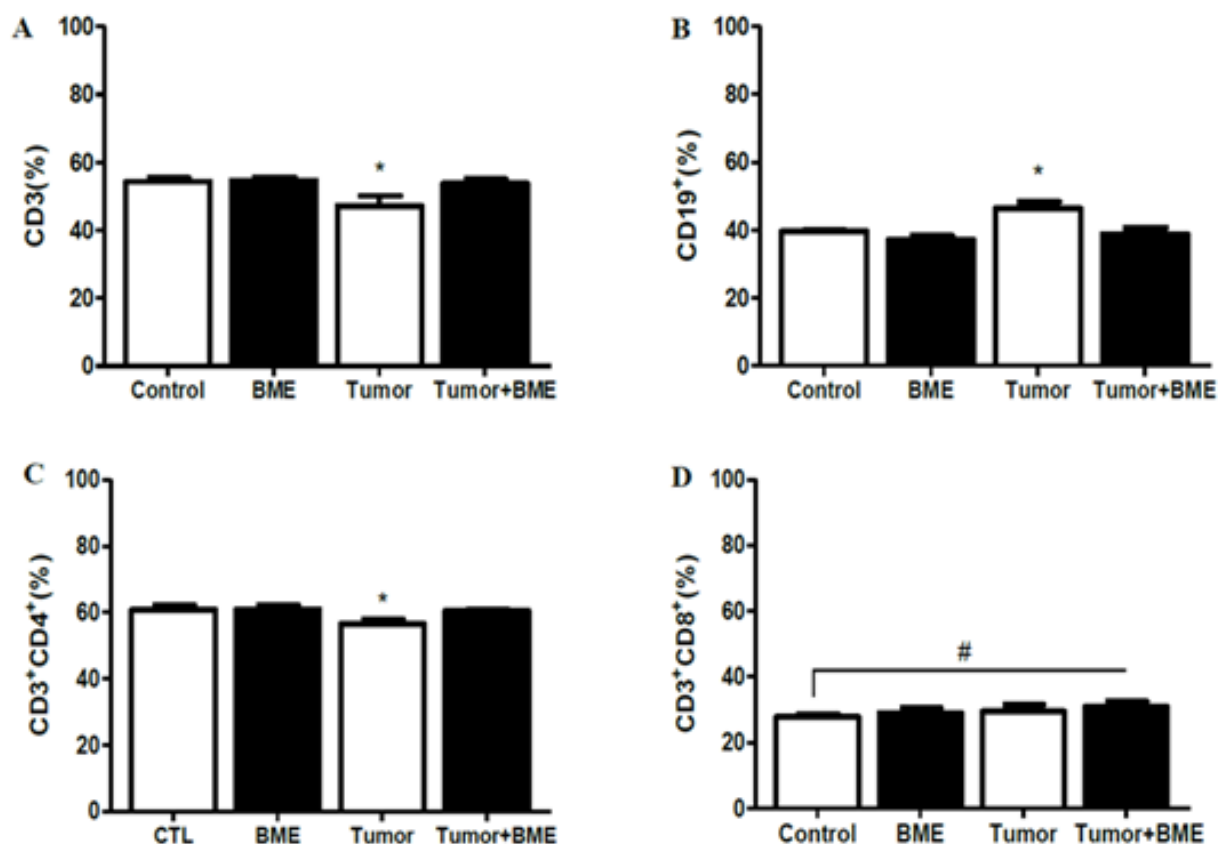 A
CD3(%)
100
80
60
40
20
0
*
Control BME Tumor Tumor+BME
B
CD19⁺(%)
100
80
60
40
20
0
*
Control BME Tumor Tumor+BME
C
CD3⁺CD4⁺(%)
100
80
60
40
20
0
*
CTL BME Tumor Tumor+BME
D
CD3⁺CD8⁺(%)
100
80
60
40
20
0
#
Control BME Tumor Tumor+BME